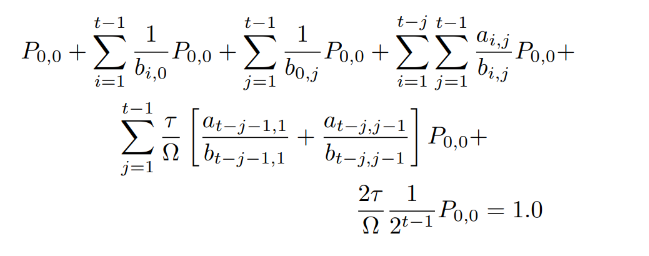 $P_{0,0} + \sum_{i=1}^{t-1} \frac{1}{b_{i,0}} P_{0,0} + \sum_{j=1}^{t-1} \frac{1}{b_{0,j}} P_{0,0} + \sum_{i=1}^{t-j} \sum_{j=1}^{t-1} \frac{a_{i,j}}{b_{i,j}} P_{0,0} +$
$\sum_{j=1}^{t-1} \frac{\tau}{\Omega} \left[ \frac{a_{t-j-1,1}}{b_{t-j-1,1}} + \frac{a_{t-j,j-1}}{b_{t-j,j-1}} \right] P_{0,0} +$
$\frac{2\tau}{\Omega} \frac{1}{2^{t-1}} P_{0,0} = 1.0$